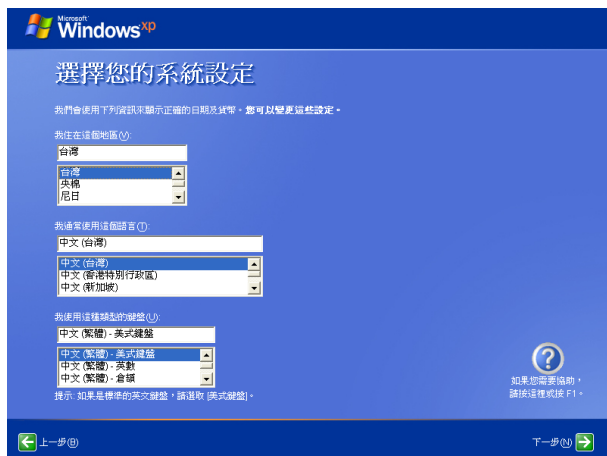 Microsoft®
Windows xp
選擇您的系統設定
我們會使用下列資訊來顯示正確的日期及貨幣。您可以變更這些設定。
我住在這個地區(V):
台灣
台灣
央棉
尼日
我通常使用這個語言(T):
中文 (台灣)
中文 (台灣)
中文 (香港特別行政區)
中文 (新加坡)
我使用這種類型的鍵盤(U):
中文 (繁體) - 美式鍵盤
中文 (繁體) - 美式鍵盤
中文 (繁體) - 英數
中文 (繁體) - 倉頡
提示: 如果是標準的英文鍵盤，請選取 [美式鍵盤]。
如果您需要協助，
請按這裡或按 F1。
上一步(B)
下一步(N)